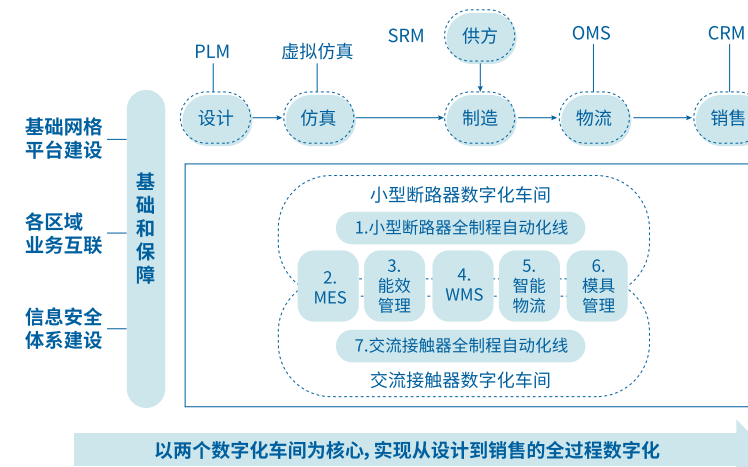 PLM
虚拟仿真
SRM
供方
OMS
CRM
设计
仿真
制造
物流
销售
基础网格
平台建设
各区域
业务互联
信息安全
体系建设
基础和保障
小型断路器数字化车间
1.小型断路器全制程自动化线
2.
MES
3.
能效
管理
4.
WMS
5.
智能
物流
6.
模具
管理
7.交流接触器全制程自动化线
交流接触器数字化车间
以两个数字化车间为核心,实现从设计到销售的全过程数字化